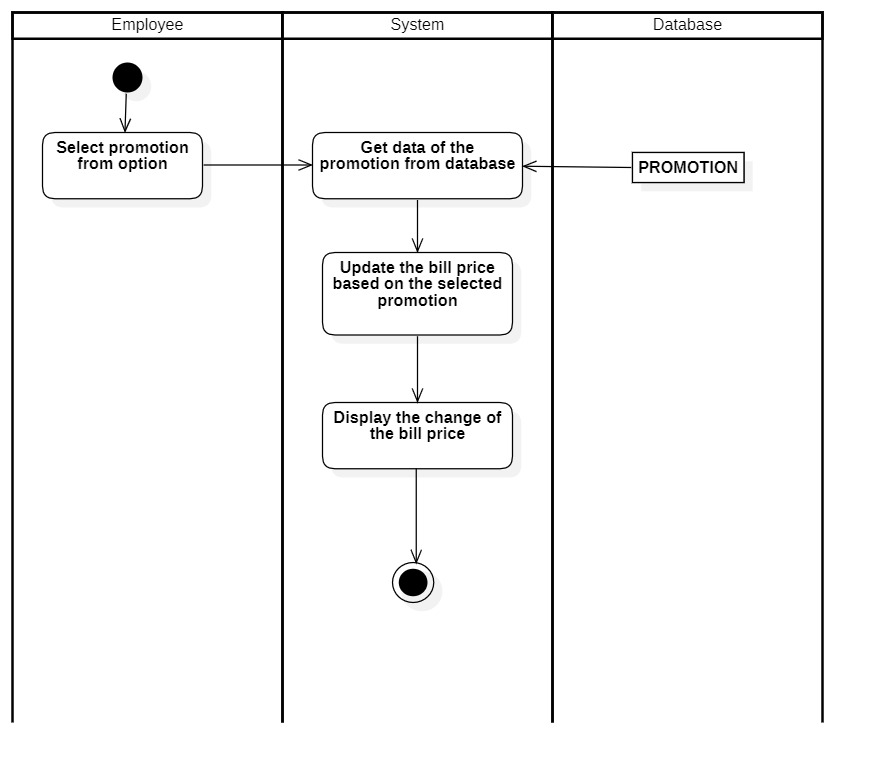 Employee
System
Database
Select promotion
from option
Get data of the
promotion from database
PROMOTION
Update the bill price
based on the selected
promotion
Display the change of
the bill price